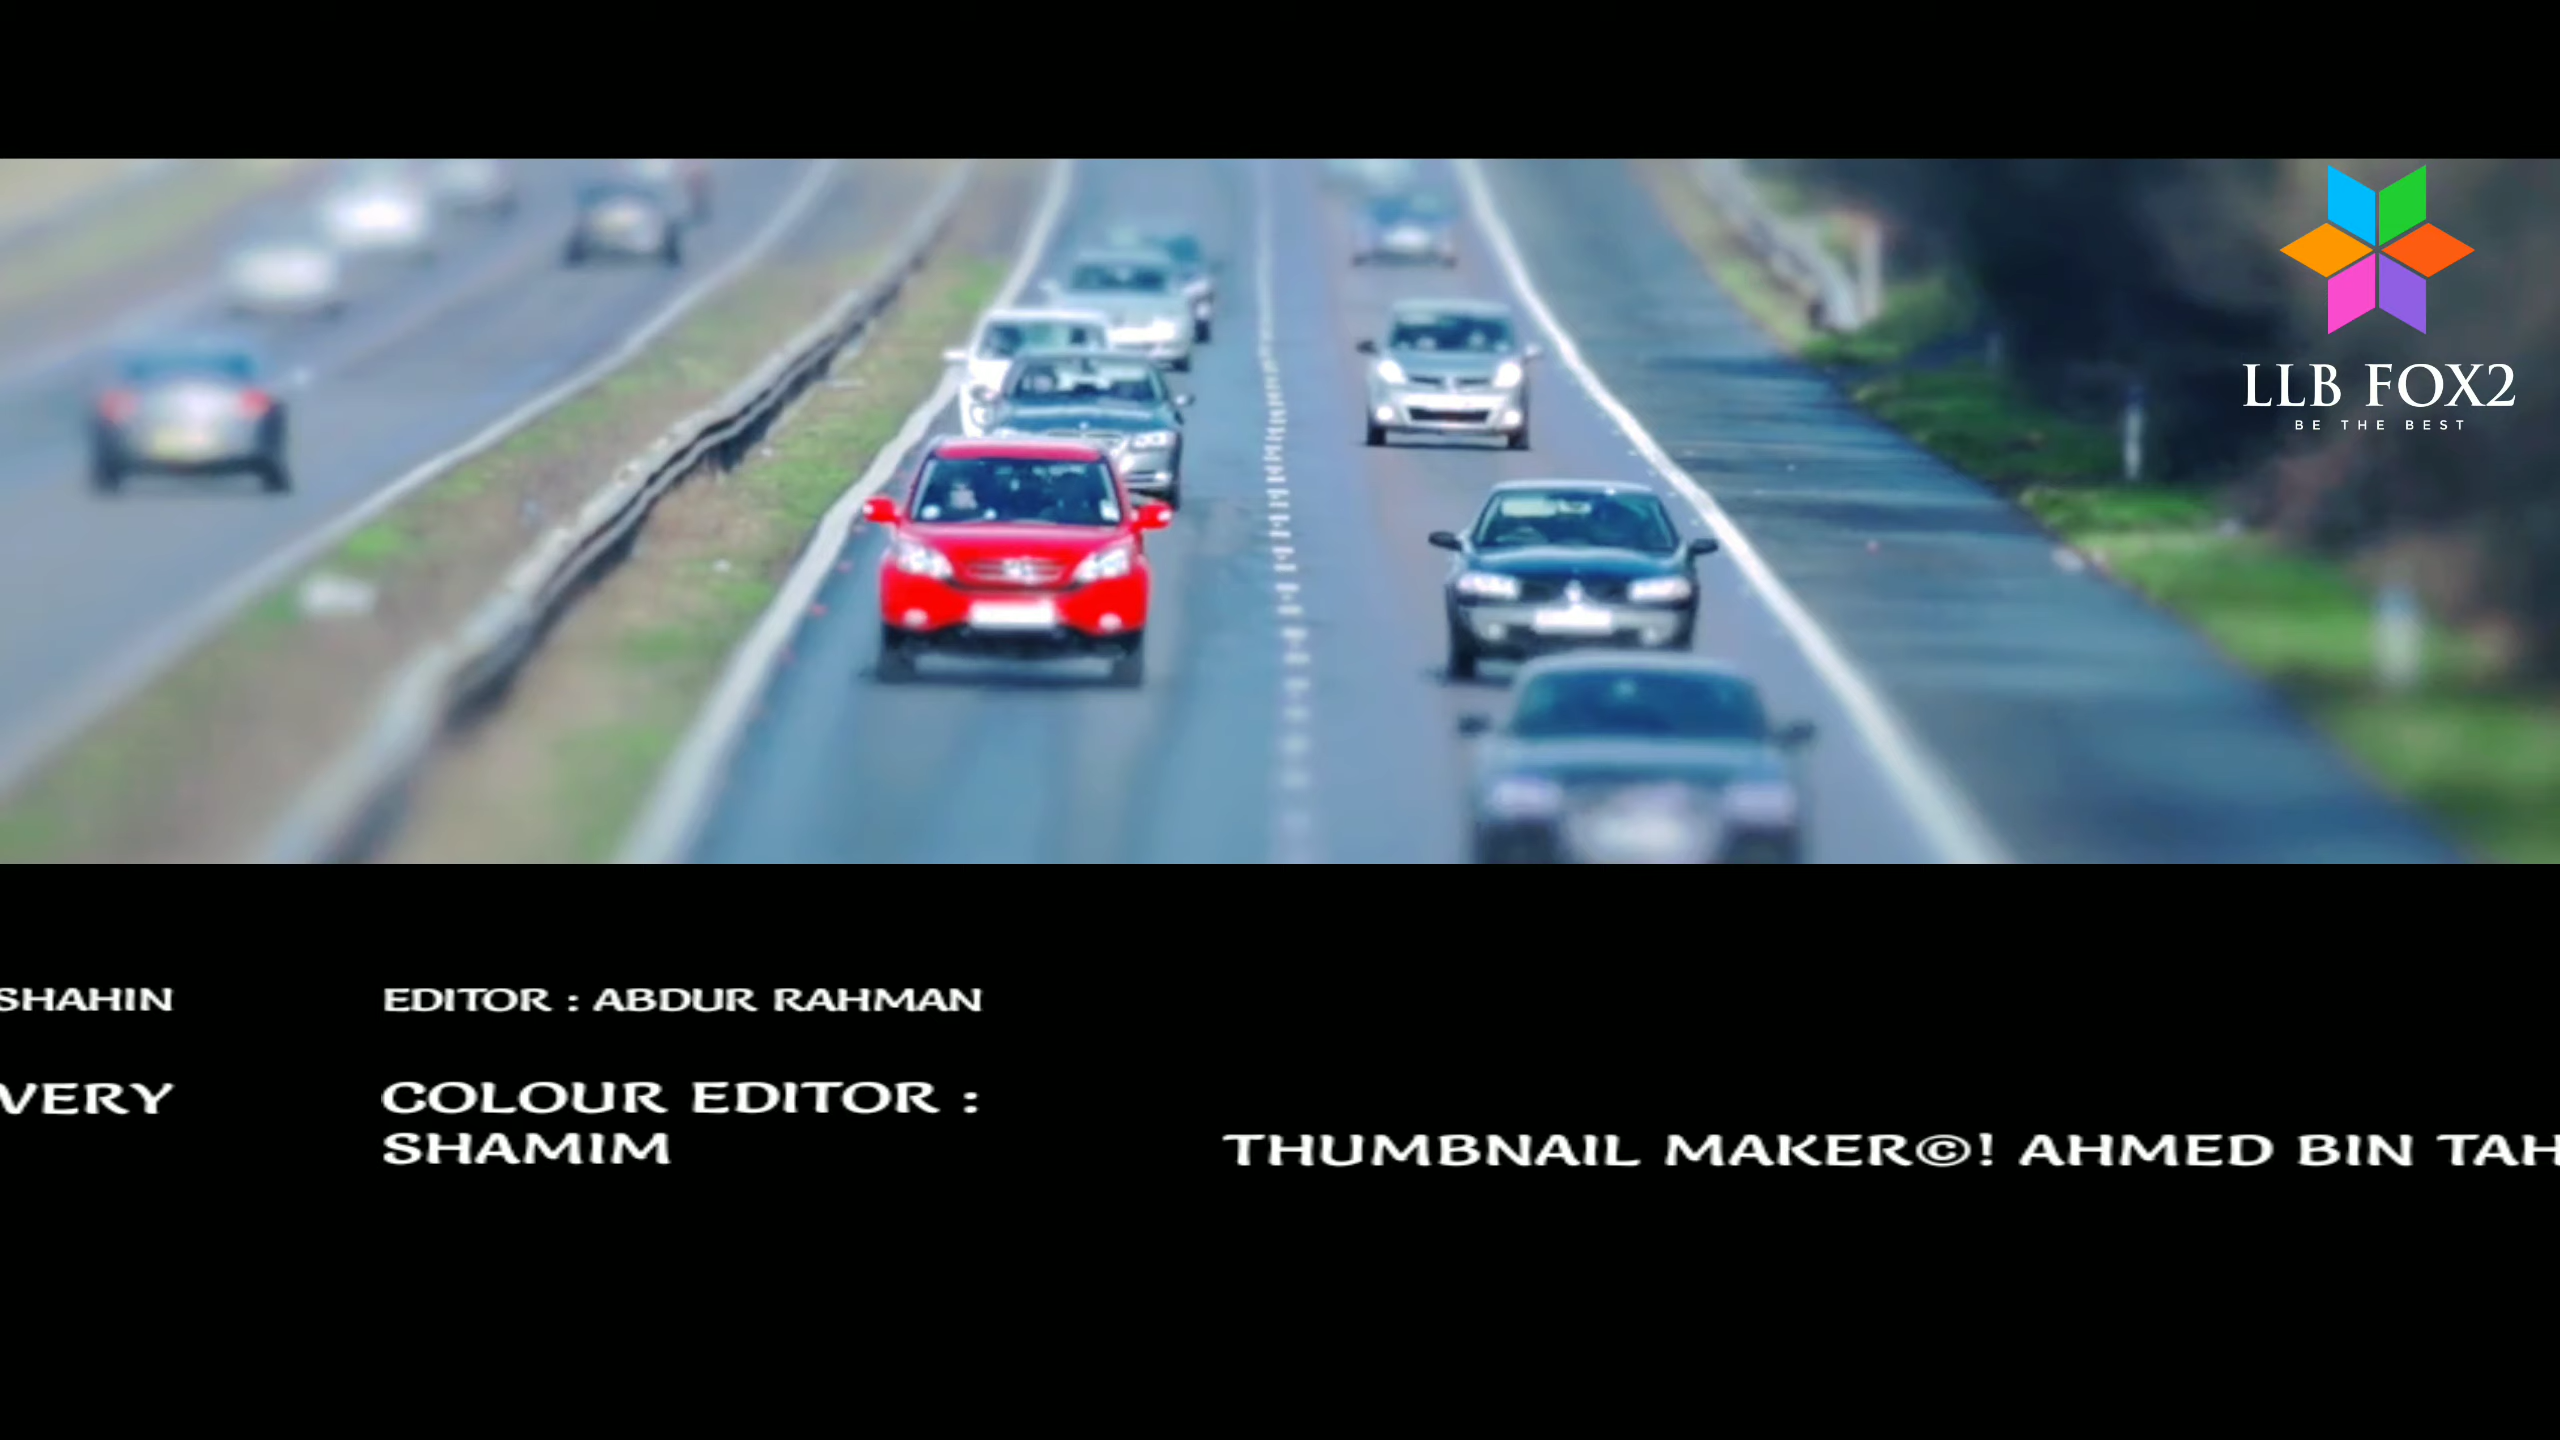 LLB FOX2
BE THE BEST
SHAHIN
EDITOR : ABDUR RAHMAN
VERY
COLOUR EDITOR :
SHAMIM
THUMBNAIL MAKER©! AHMED BIN TAH